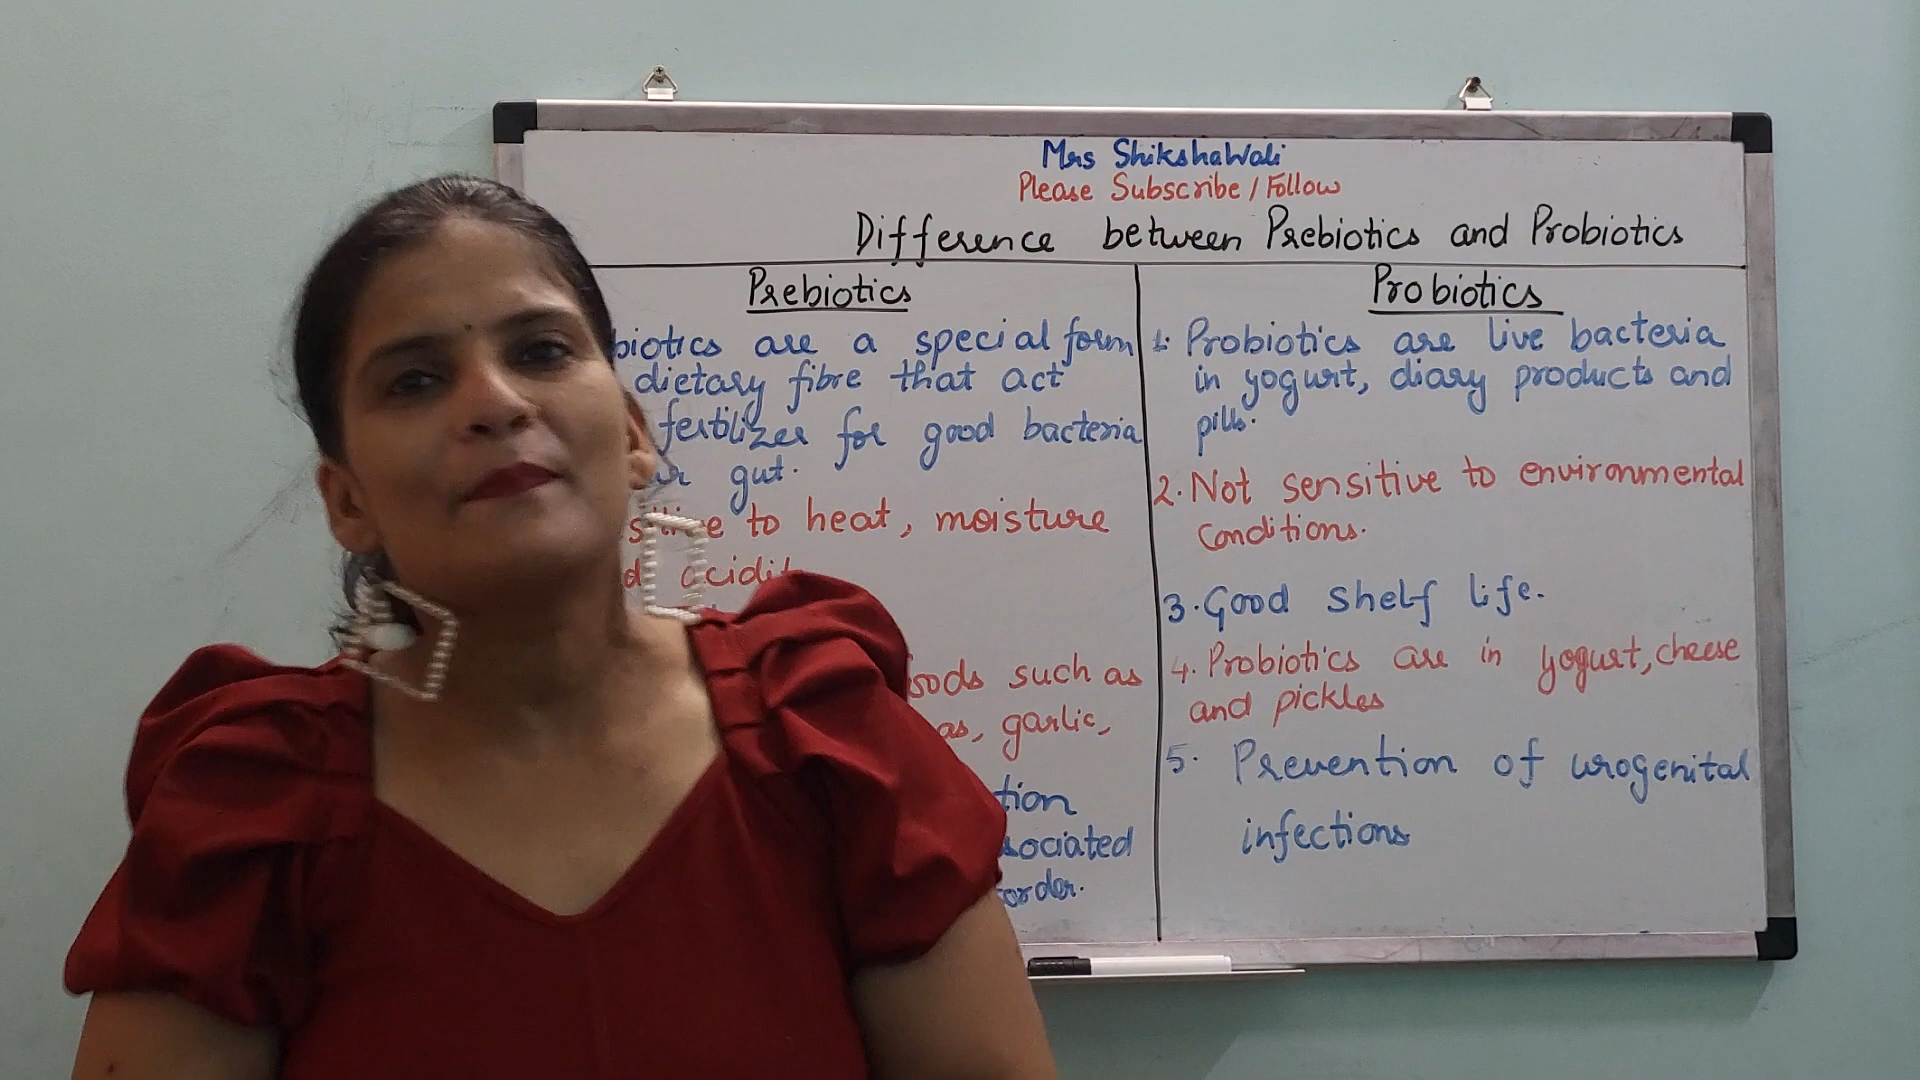 Mrs ShikshaWali
Please Subscribe / Follow
Difference between Prebiotics and Probiotics
Prebiotics
biotics are a special form
dietary fibre that act
fertilizer for good bacteria
gut.
to heat, moisture
acidit
such as
garlic,
tion
sociated
order.
Probiotics
1. Probiotics are live bacteria
in yogurt, diary products and
pills.
2. Not sensitive to environmental
conditions.
3. Good shelf life.
4. Probiotics are in yogurt, cheese
and pickles
5. Prevention of urogenital
infections